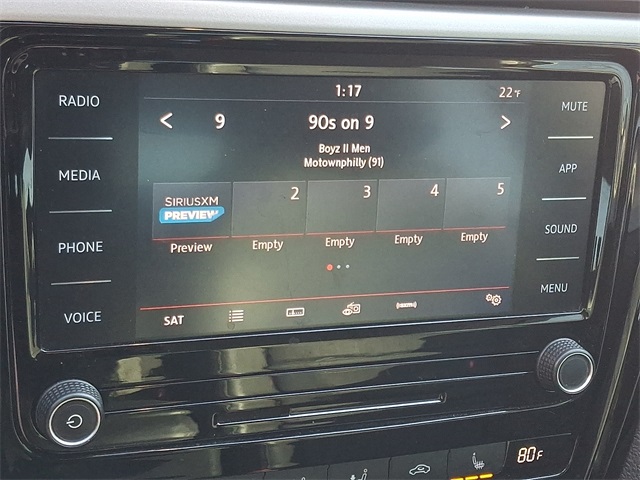 RADIO
MEDIA
PHONE
VOICE
1:17
22°F
< 9 90s on 9 >
Boyz II Men
Motownphilly (91)
SIRIUSXM
PREVIEW
2 3 4 5
Preview Empty Empty Empty Empty
SAT
MUTE
APP
SOUND
MENU
80°F